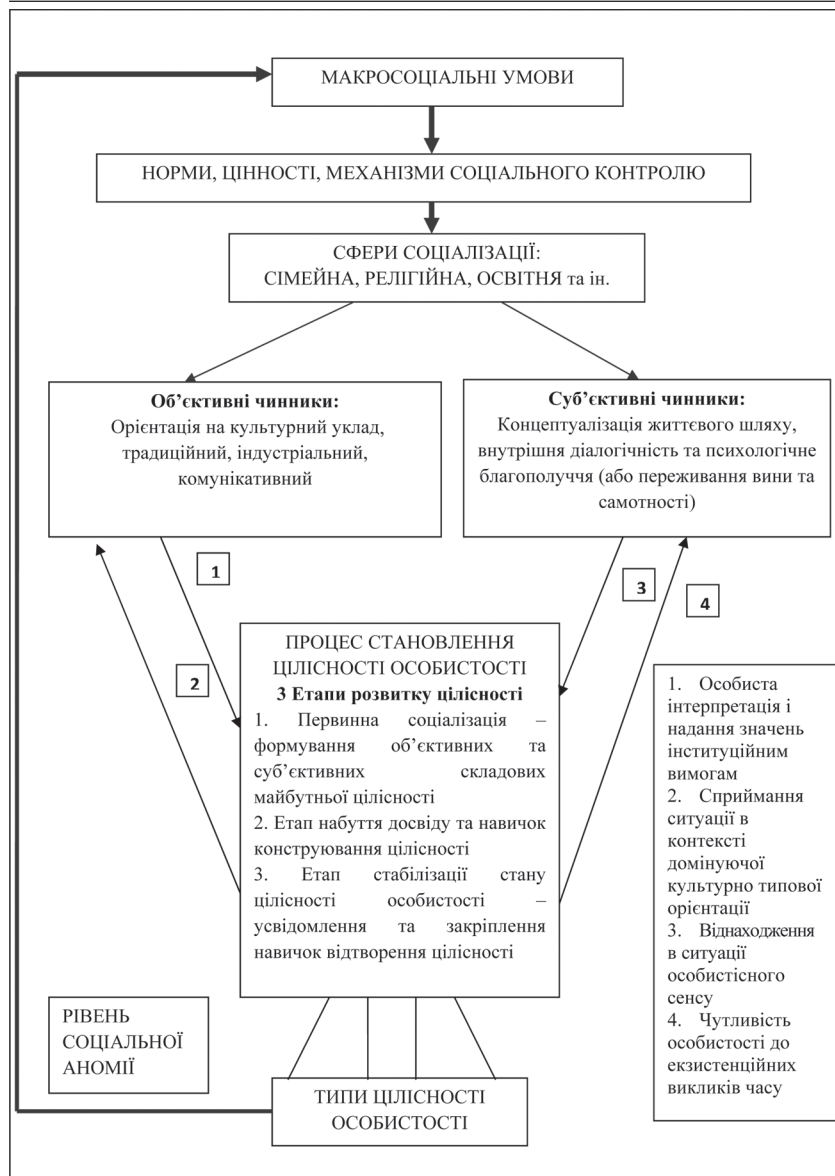 МАКРОСОЦІАЛЬНІ УМОВИ
НОРМИ, ЦІННОСТІ, МЕХАНІЗМИ СОЦІАЛЬНОГО КОНТРОЛЮ
СФЕРИ СОЦІАЛІЗАЦІЇ:
СІМЕЙНА, РЕЛІГІЙНА, ОСВІТНЯ та ін.
Об’єктивні чинники:
Орієнтація на культурний уклад,
традиційний, індустріальний,
комунікативний
Суб’єктивні чинники:
Концептуалізація життєвого шляху,
внутрішня діалогічність та психологічне
благополуччя (або переживання вини та
самотності)
1
3
4
2
ПРОЦЕС СТАНОВЛЕННЯ
ЦІЛІСНОСТІ ОСОБИСТОСТІ
3 Етапи розвитку цілісності
1. Первинна соціалізація –
формування об’єктивних та
суб’єктивних складових
майбутньої цілісності
2. Етап набуття досвіду та навичок
конструювання цілісності
3. Етап стабілізації стану
цілісності особистості –
усвідомлення та закріплення
навичок відтворення цілісності
1. Особиста
інтерпретація і
надання значень
інституційним
вимогам
2. Сприймання
ситуації в
контексті
домінуючої
культурно типової
орієнтації
3. Віднаходження
в ситуації
особистісного
сенсу
4. Чутливість
особистості до
екзистенційних
викликів часу
РІВЕНЬ
СОЦІАЛЬНОЇ
АНОМІЇ
ТИПИ ЦІЛІСНОСТІ
ОСОБИСТОСТІ